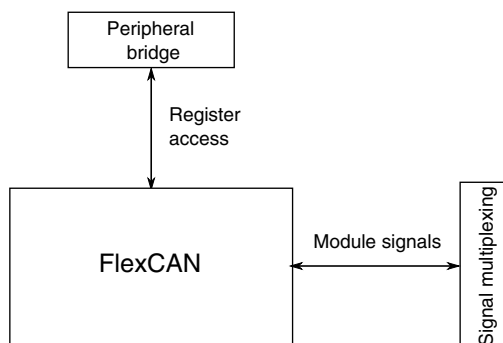 Peripheral
bridge
Register
access
FlexCAN
Module signals
Signal multiplexing